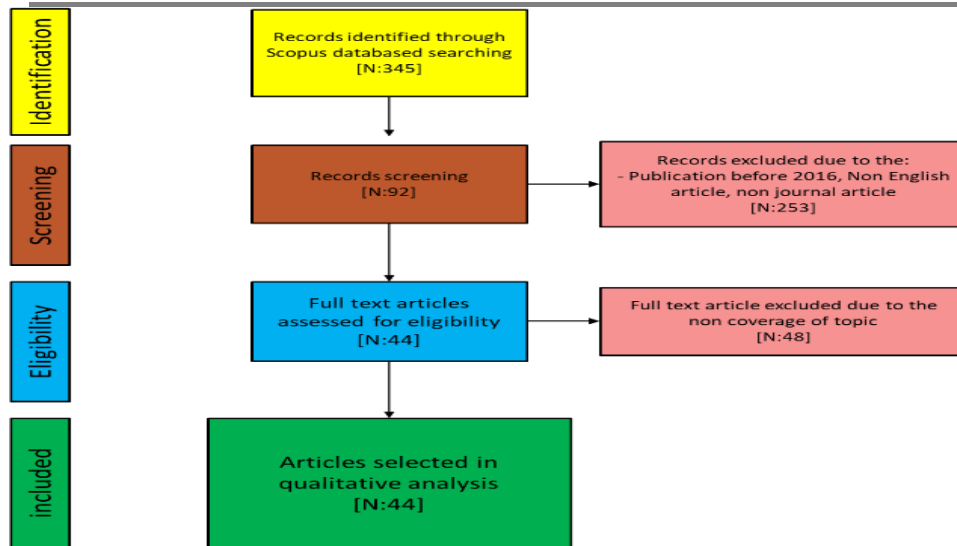 Identification
Records identified through
Scopus databased searching
[N:345]
Screening
Records screening
[N:92]
Records excluded due to the:
- Publication before 2016, Non English
article, non journal article
[N:253]
Eligibility
Full text articles
assessed for eligibility
[N:44]
Full text article excluded due to the
non coverage of topic
[N:48]
included
Articles selected in
qualitative analysis
[N:44]